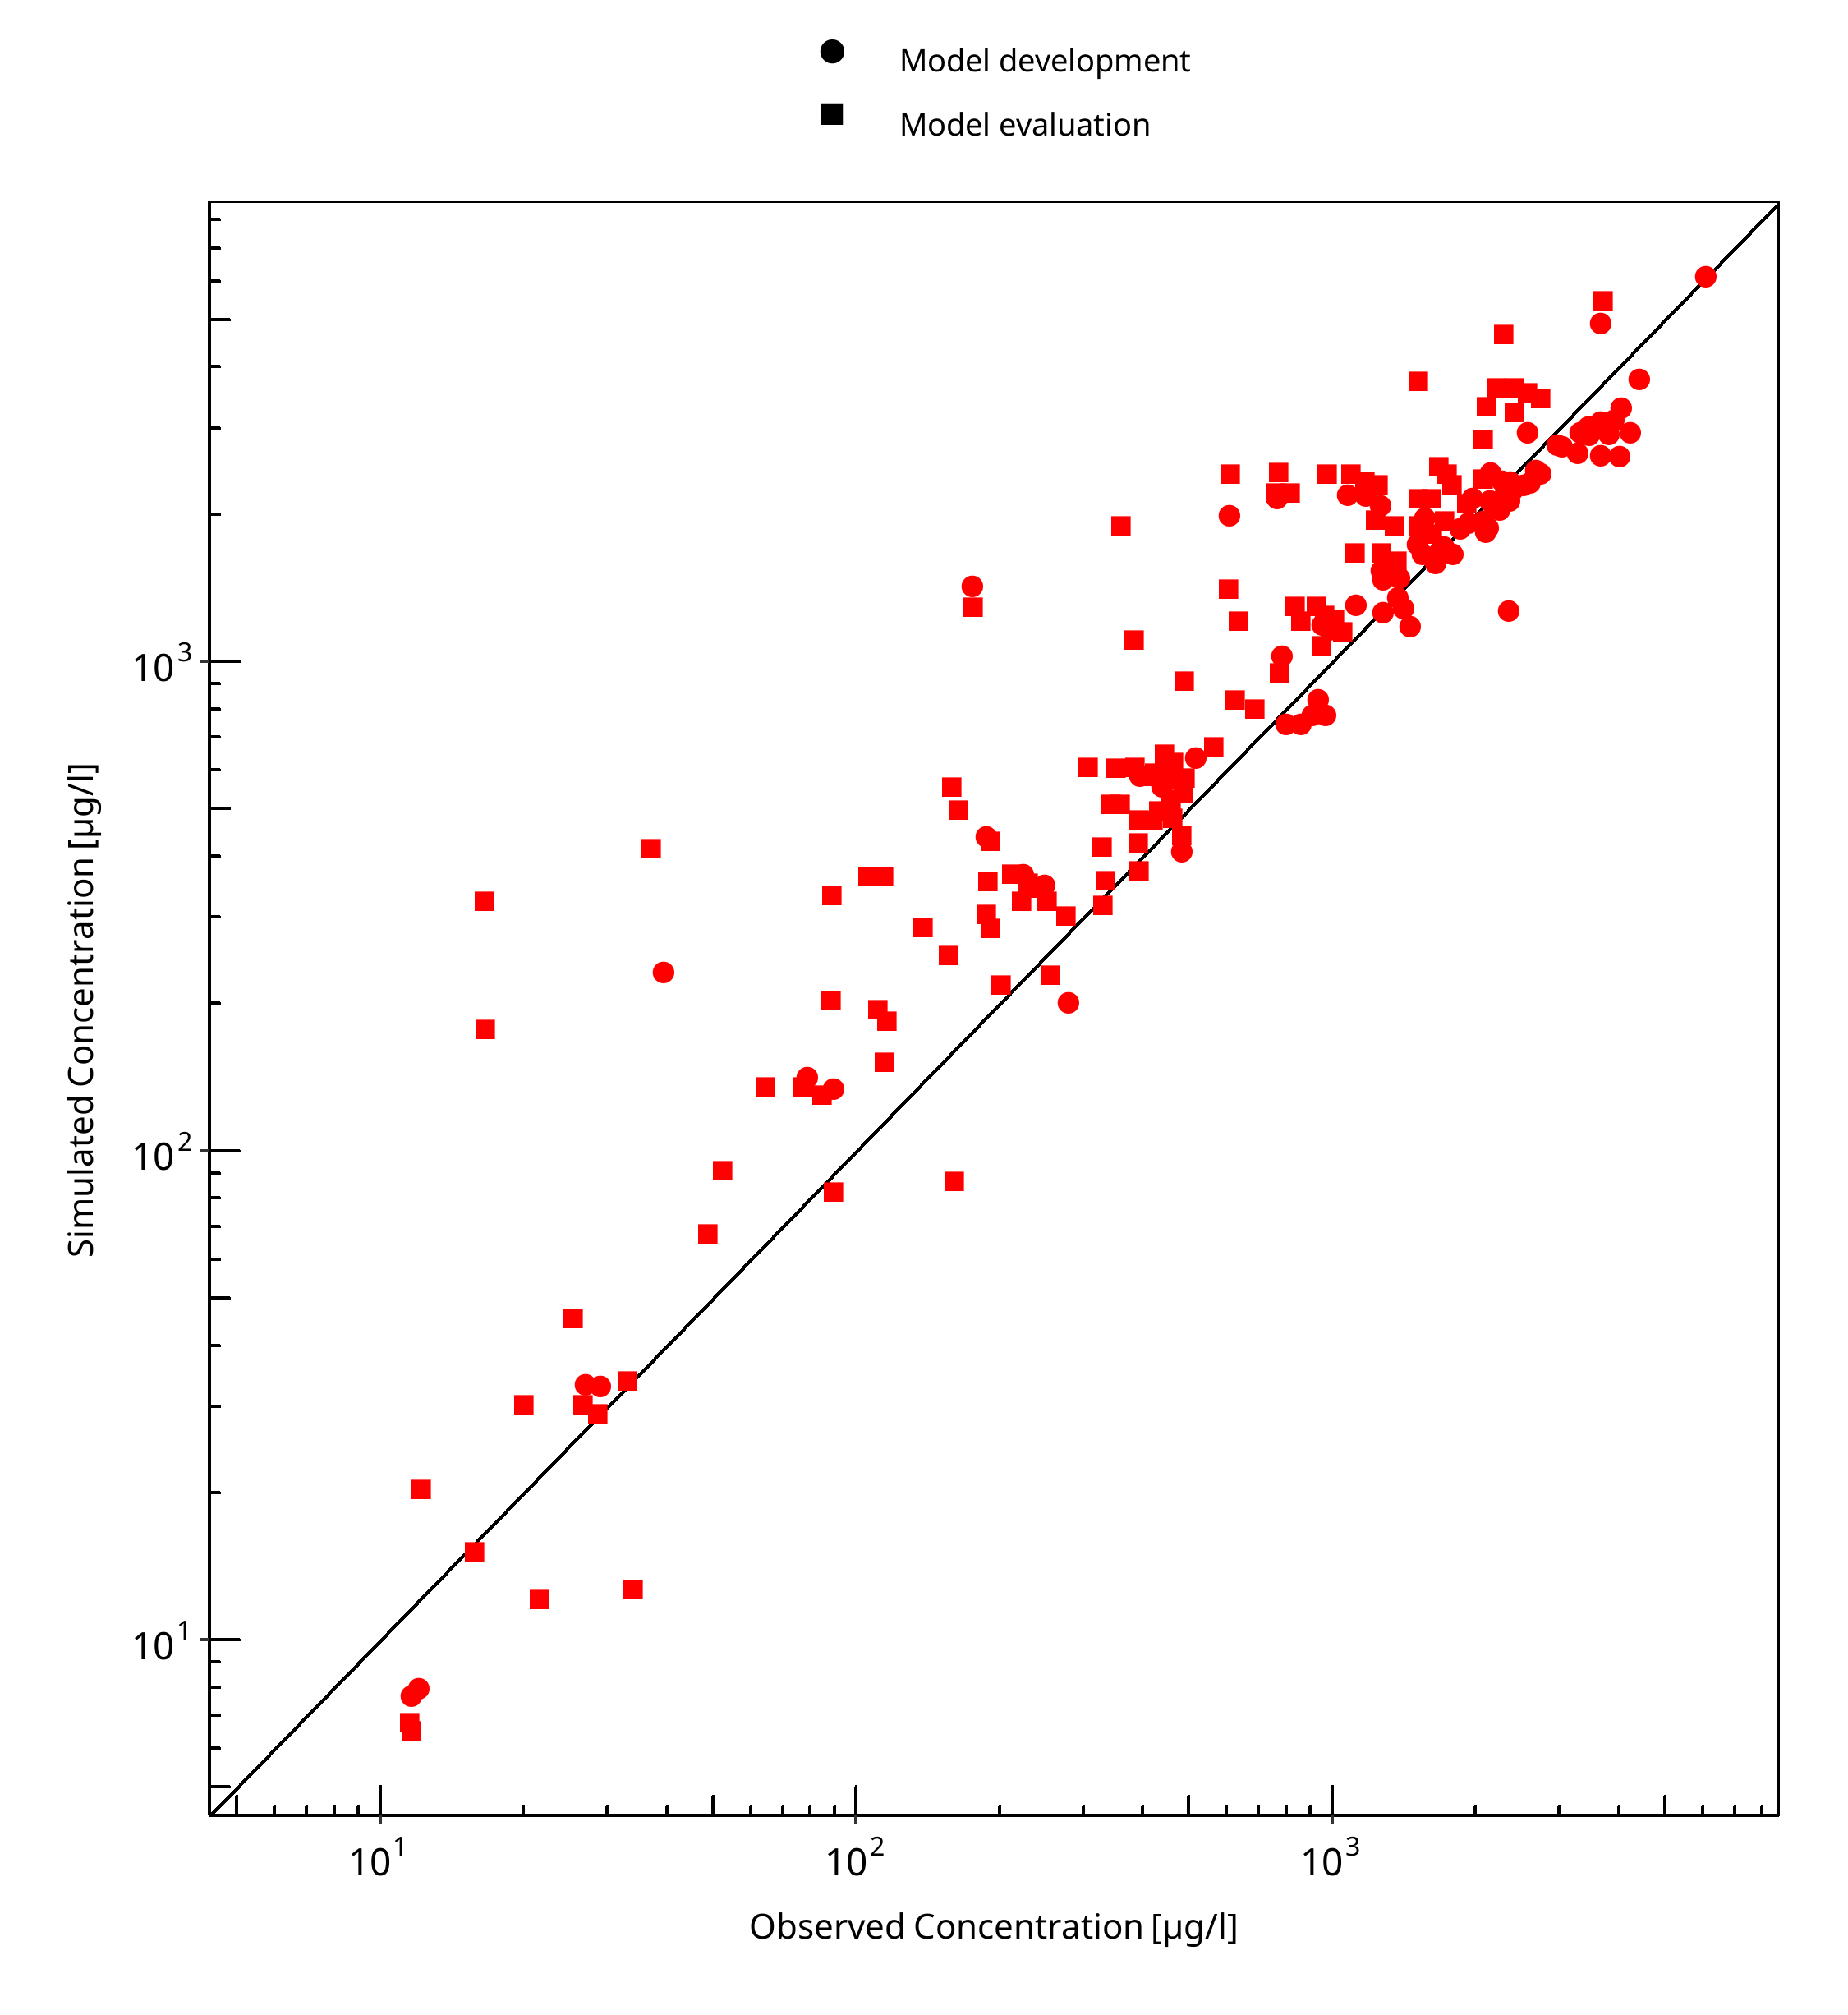 Model development
Model evaluation
Simulated Concentration [µg/l]
10³
10²
10¹
10¹
10²
10³
Observed Concentration [µg/l]